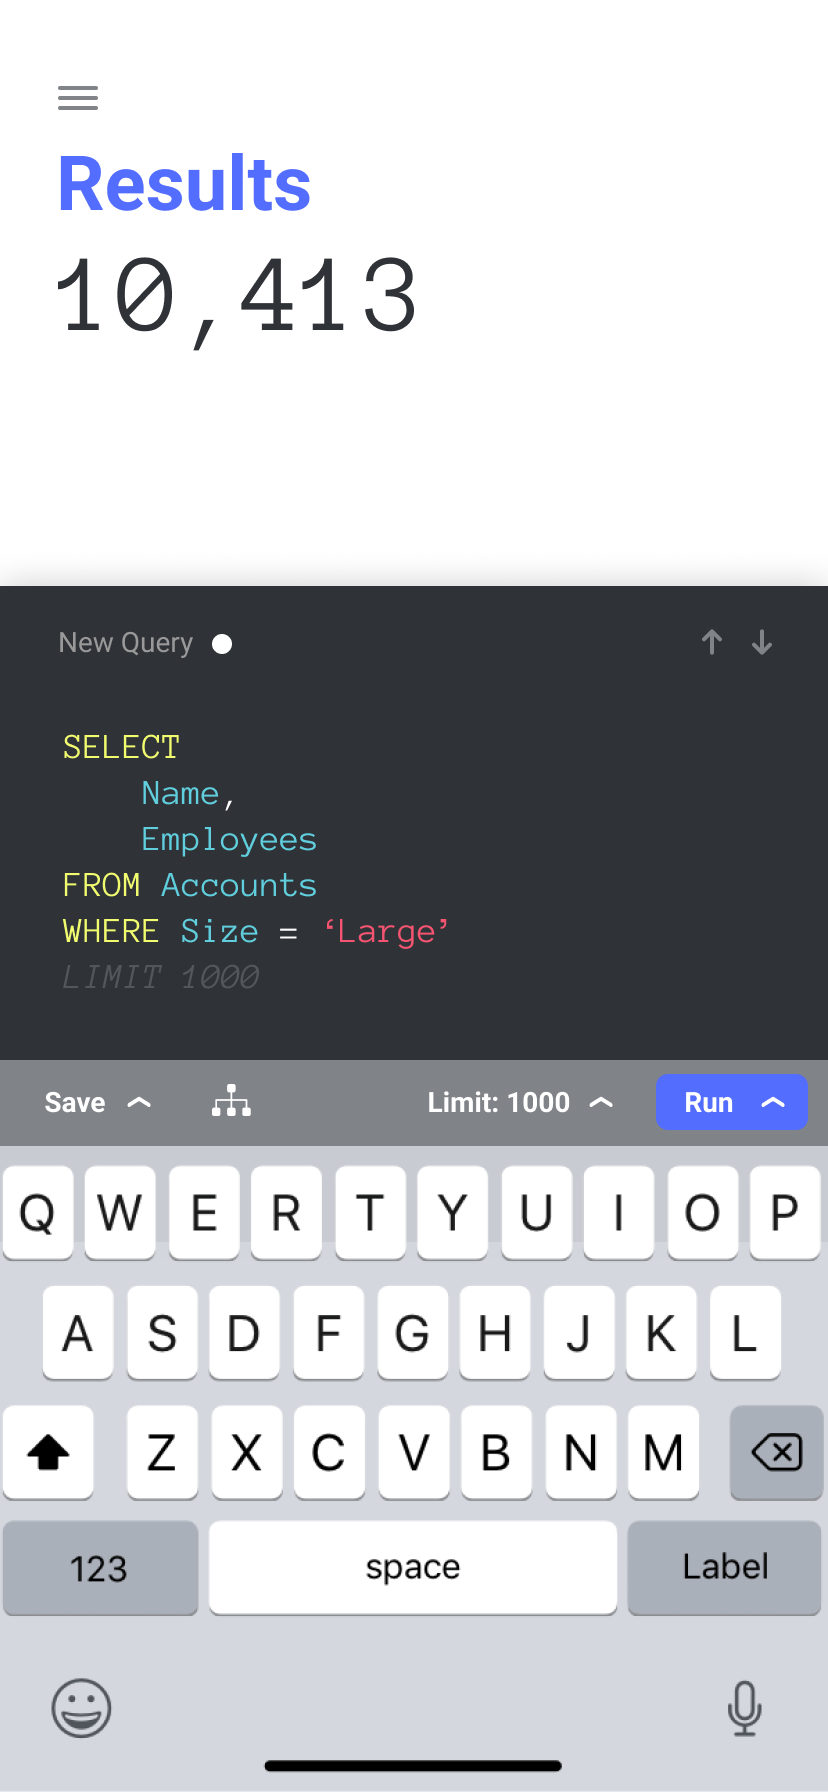 Results
10,413
New Query
SELECT
Name,
Employees
FROM Accounts
WHERE Size = ‘Large’
LIMIT 1000
Save
Limit: 1000
Run
Q W E R T Y U I O P
A S D F G H J K L
Z X C V B N M
123 space Label